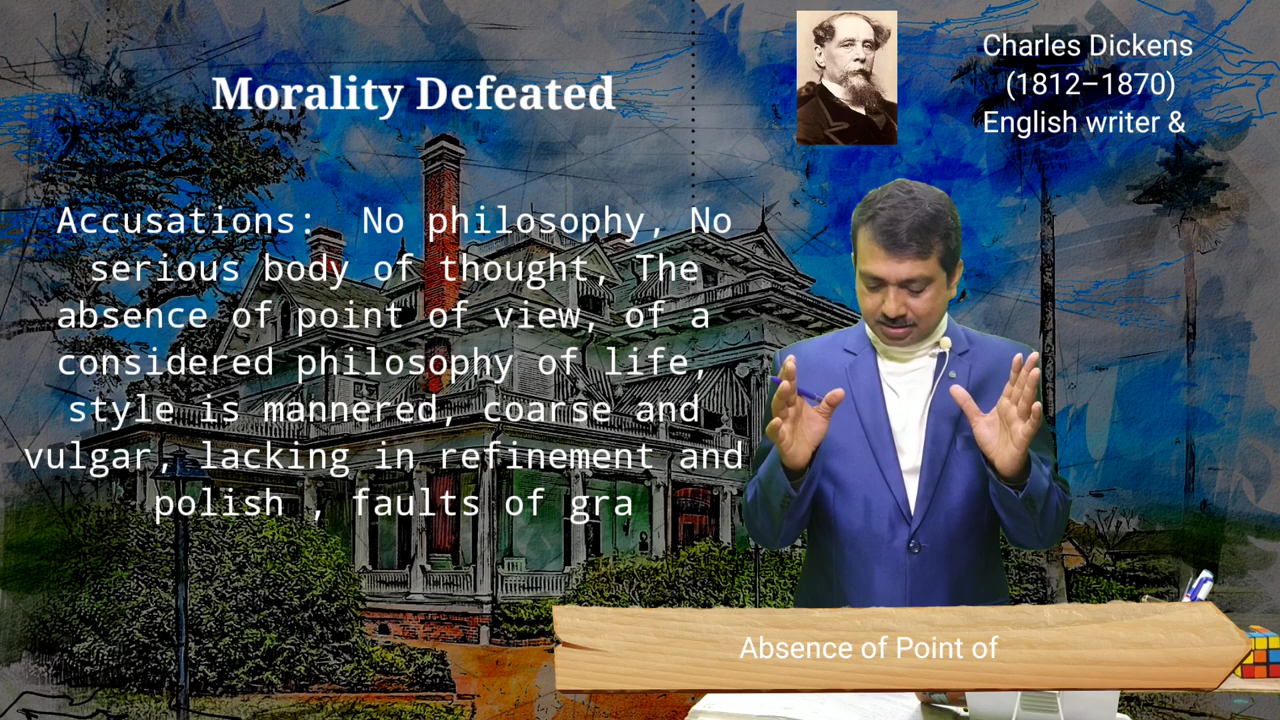 Morality Defeated
Charles Dickens
(1812–1870)
English writer &
Accusations: No philosophy, No
serious body of thought, The
absence of point of view, of a
considered philosophy of life,
style is mannered, coarse and
vulgar, lacking in refinement and
polish , faults of gra
Absence of Point of